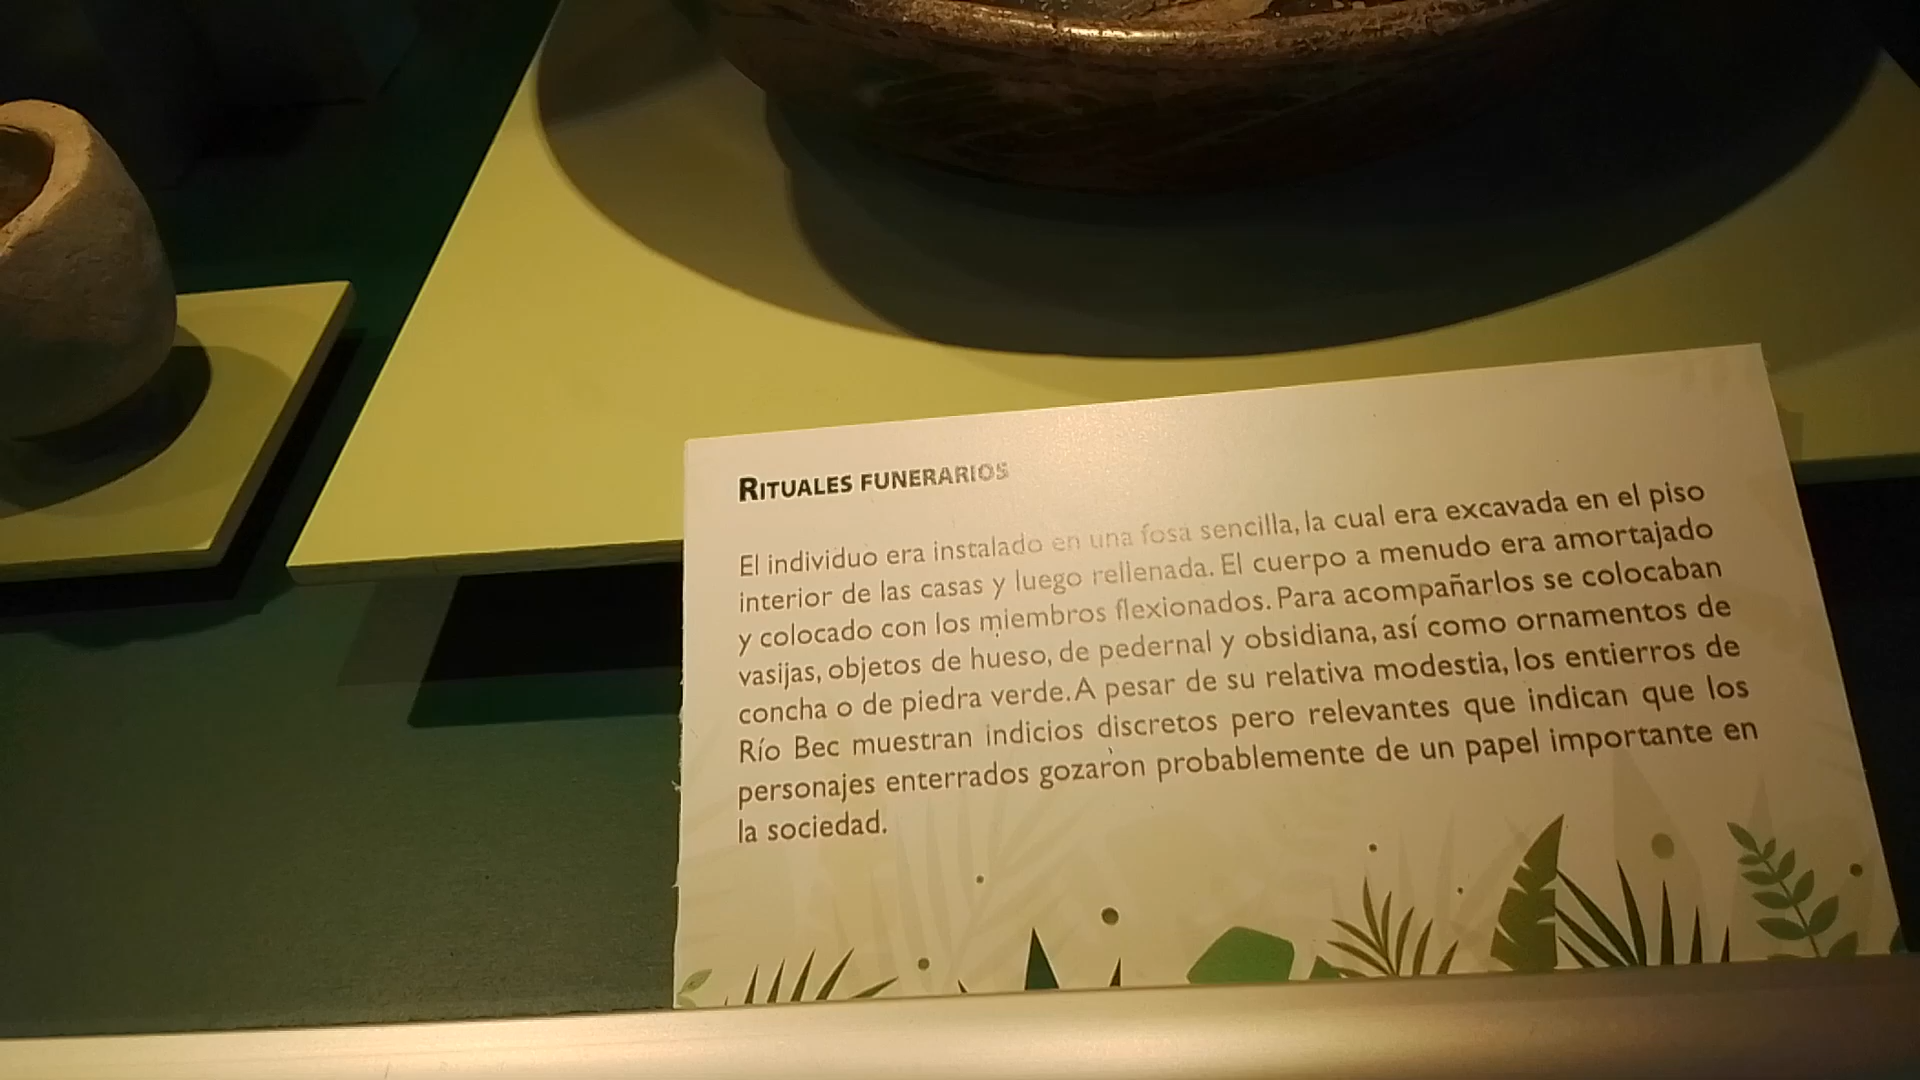 RITUALES FUNERARIOS
El individuo era instalado en una fosa sencilla, la cual era excavada en el piso
interior de las casas y luego rellenada. El cuerpo a menudo era amortajado
y colocado con los miembros flexionados. Para acompañarlos se colocaban
vasijas, objetos de hueso, de pedernal y obsidiana, así como ornamentos de
concha o de piedra verde. A pesar de su relativa modestia, los entierros de
Río Bec muestran indicios discretos pero relevantes que indican que los
personajes enterrados gozaron probablemente de un papel importante en
la sociedad.